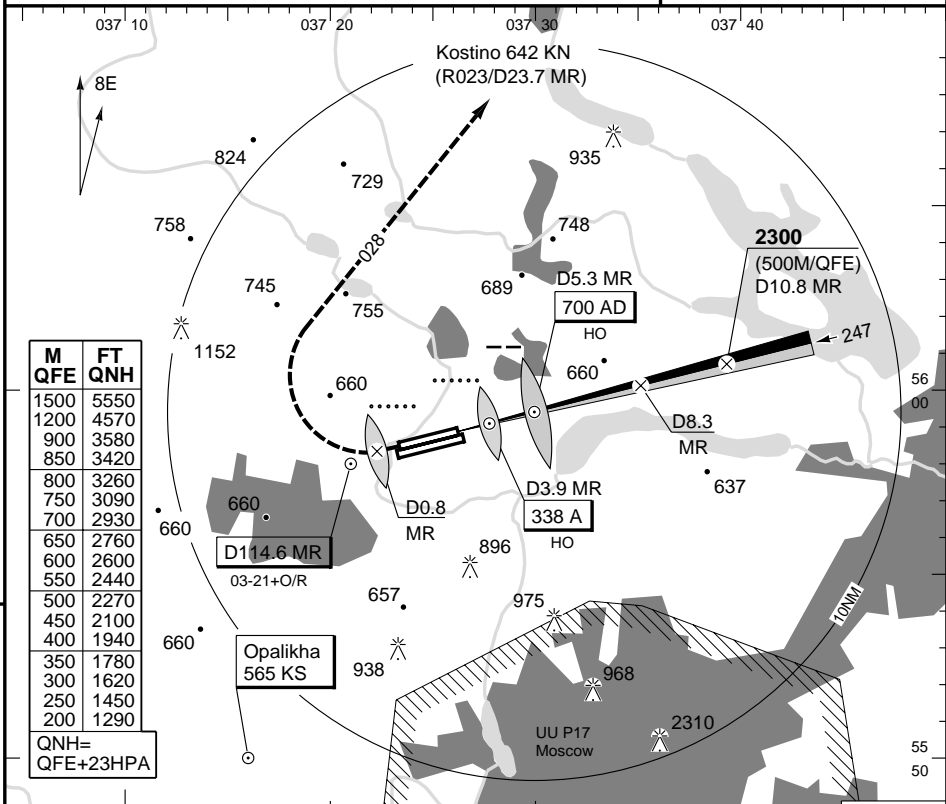 037 10
037 20
037 30
037 40
Kostino 642 KN
(R023/D23.7 MR)
8E
935
824
729
758
748
2300
(500M/QFE)
D10.8 MR
028
745
755
689
D5.3 MR
700 AD
HO
1152
247
660
660
56
00
D8.3
MR
M QFE FT QNH
1500 5550
1200 4570
900 3580
850 3420
800 3260
750 3090
700 2930
650 2760
600 2600
550 2440
500 2270
450 2100
400 1940
350 1780
300 1620
250 1450
200 1290
QNH=
QFE+23HPA
637
D3.9 MR
338 A
HO
D0.8
MR
660
660
D114.6 MR
03-21+O/R
896
657
975
10NM
660
Opalikha
565 KS
938
968
2310
UU P17
Moscow
55
50